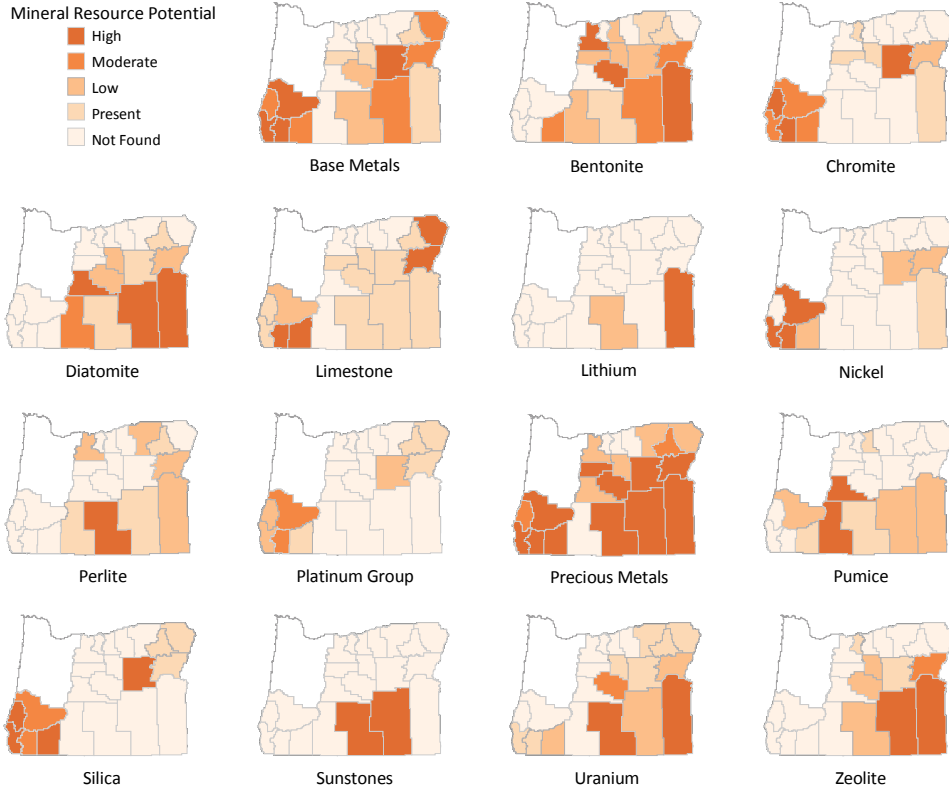 Mineral Resource Potential
High
Moderate
Low
Present
Not Found
Base Metals
Bentonite
Chromite
Diatomite
Limestone
Lithium
Nickel
Perlite
Platinum Group
Precious Metals
Pumice
Silica
Sunstones
Uranium
Zeolite